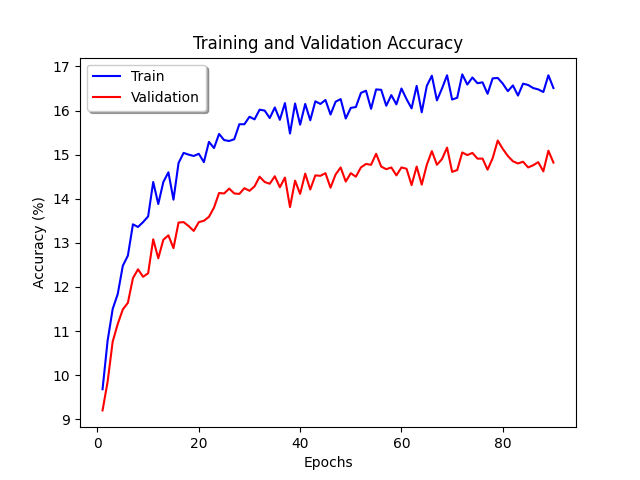 Training and Validation Accuracy
Train
Validation
17
16
15
14
13
12
11
10
9
Accuracy (%)
0 20 40 60 80
Epochs